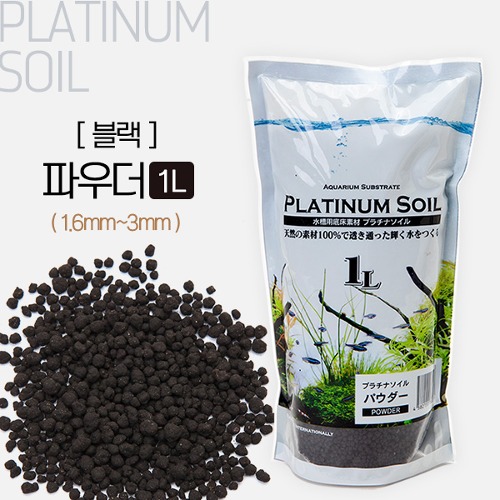 PLATINUM
SOIL
[ 블랙 ]
파우더 1L
( 1.6mm~3mm )
AQUARIUM SUBSTRATE
PLATINUM SOIL
水槽用底床素材 プラチナソイル
天然の素材100%で透き通った輝く水をつくる
1L
プラチナソイル
パウダー
POWDER